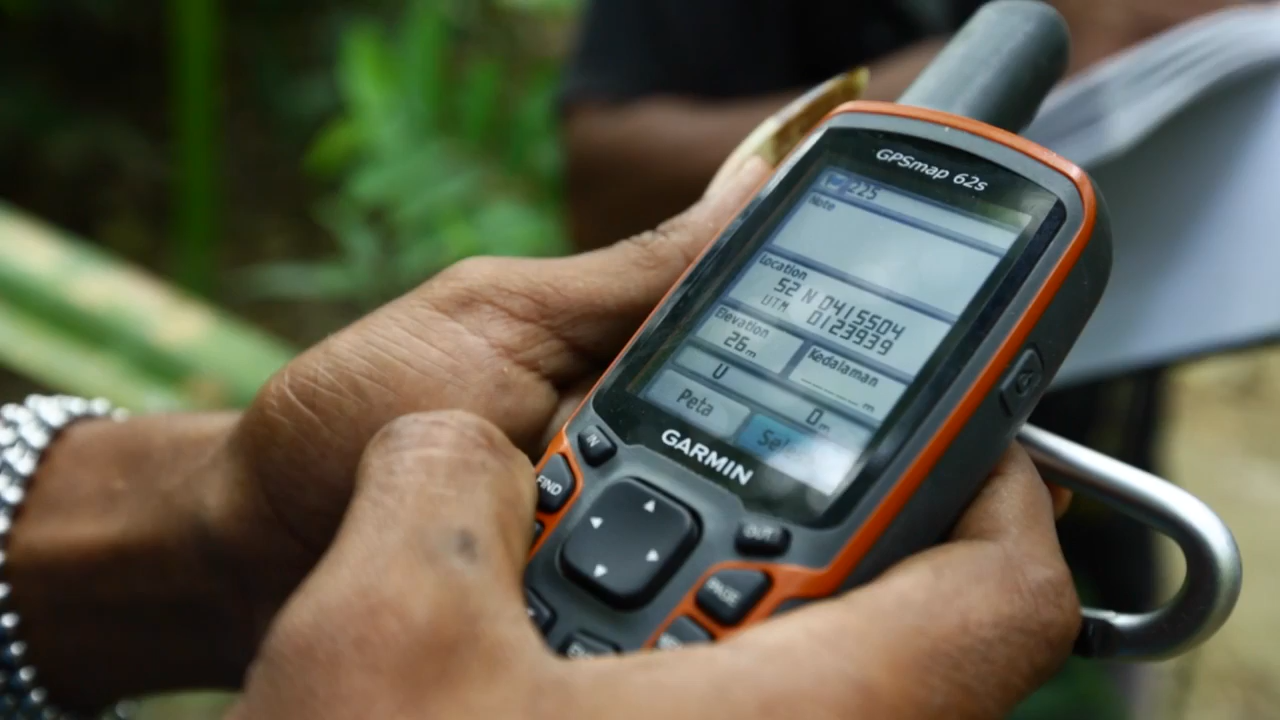 GPSmap 62s
225
Note
Location
52 N 0415504
UTM 0123939
Elevation
26m
Kedalaman
m
U
0m
Peta
GARMIN
IN
FIND
OUT
PAGE